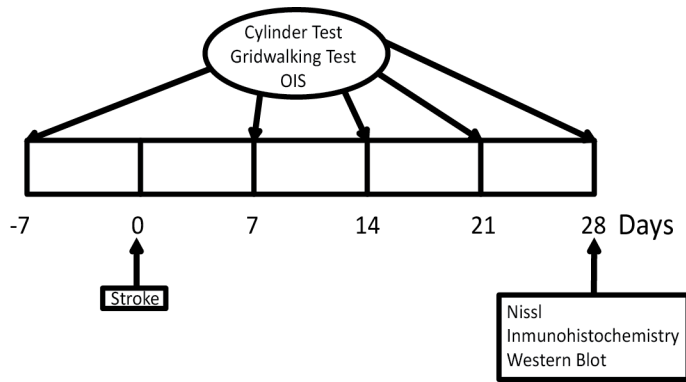 Cylinder Test
Gridwalking Test
OIS
-7 0 7 14 21 28 Days
Stroke
Nissl
Inmunohistochemistry
Western Blot